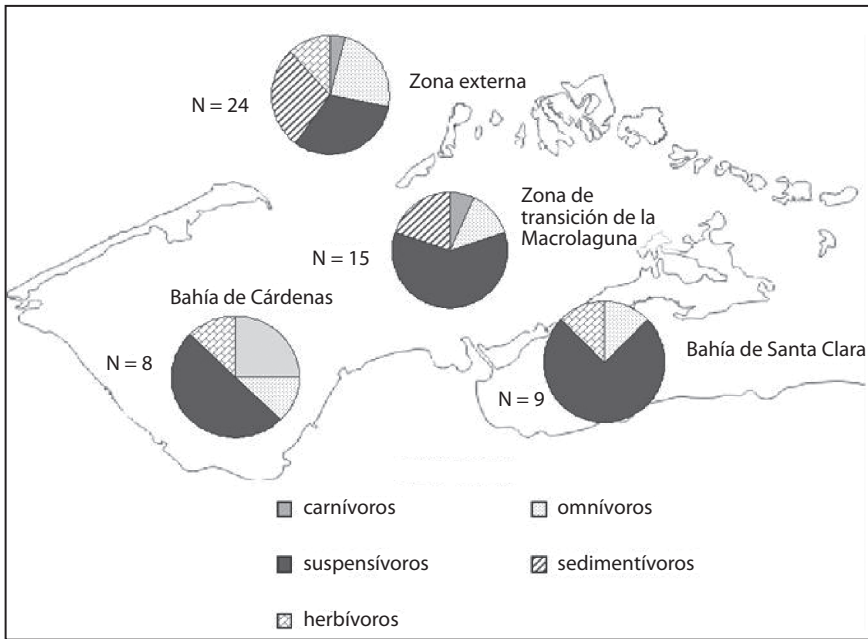 Zona externa
N = 24
Zona de
transición de la
Macrolaguna
N = 15
Bahía de Cárdenas
N = 8
Bahía de Santa Clara
N = 9
carnívoros
omnívoros
suspensívoros
sedimentívoros
herbívoros